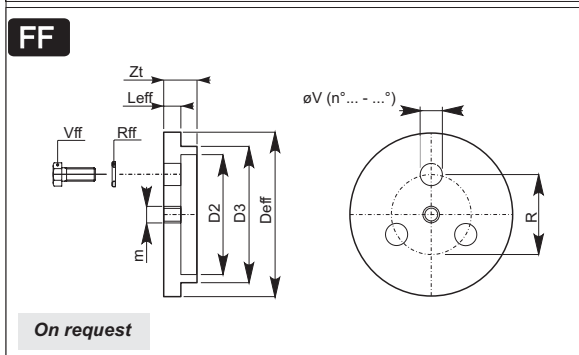 FF
Zt
Leff
øV (n°... - ...°)
Vff
Rff
m
D2
D3
Deff
R
On request